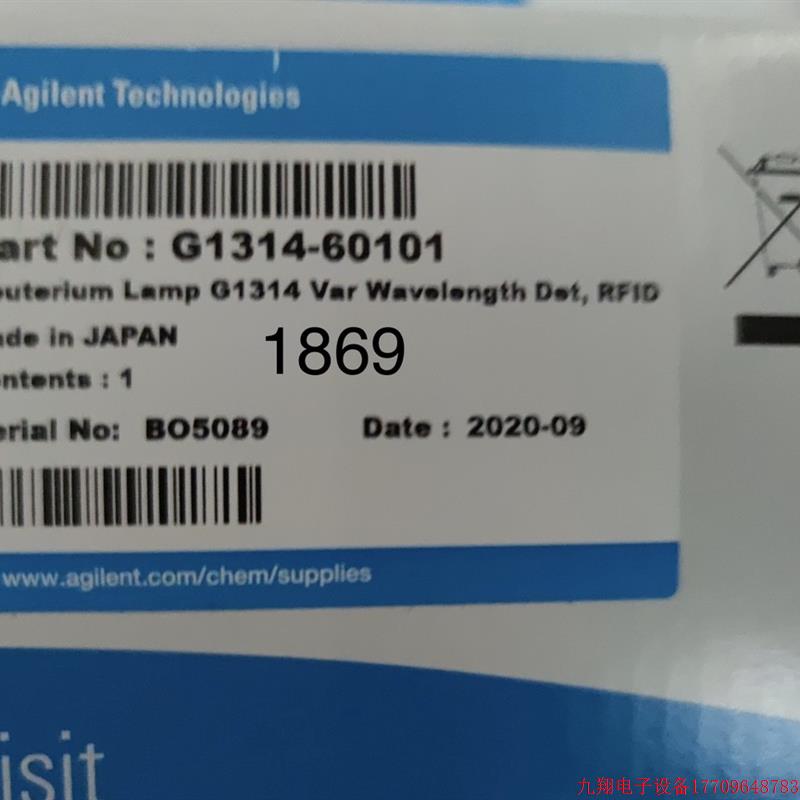 Agilent Technologies
art No : G1314-60101
euterium Lamp G1314 Var Wavelength Det, RFID
ade in JAPAN
1869
ontents : 1
erial No: BO5089 Date : 2020-09
www.agilent.com/chem/supplies
isit
九翔电子设备17709648783